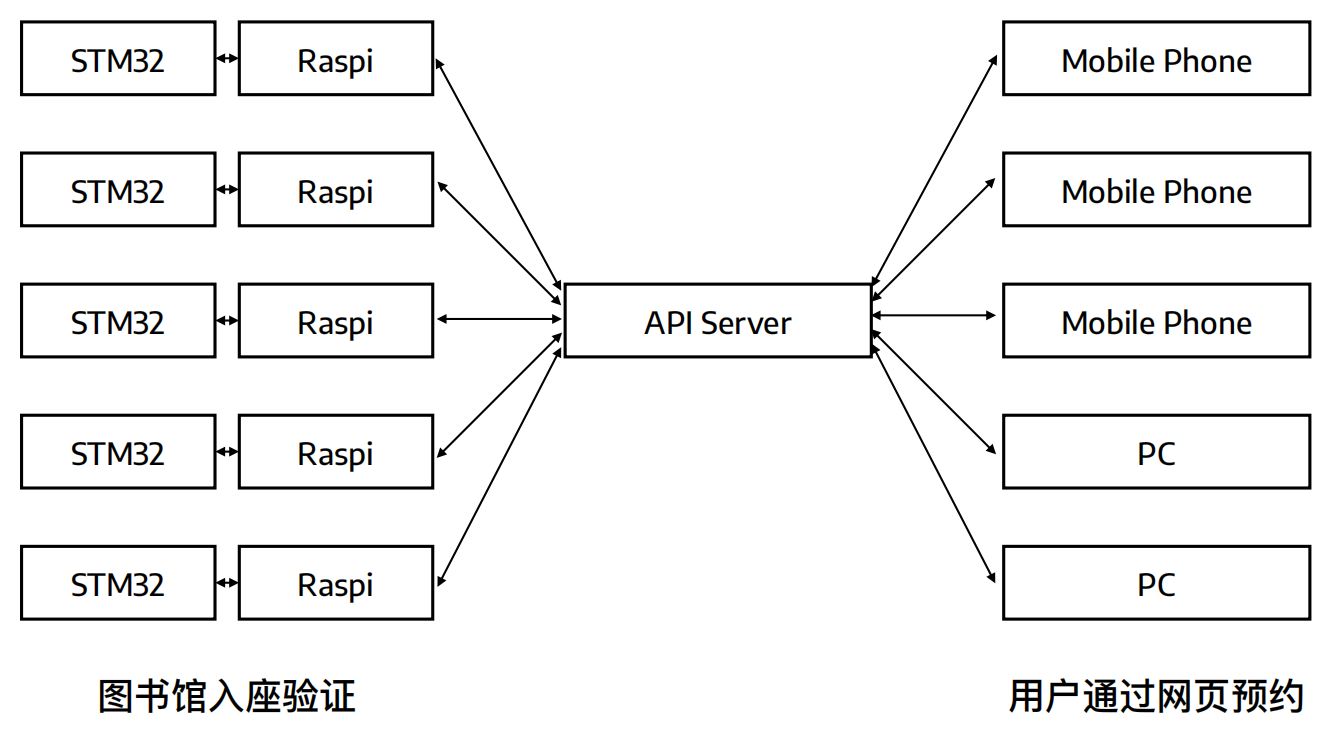 STM32 Raspi Mobile Phone
STM32 Raspi Mobile Phone
STM32 Raspi API Server Mobile Phone
STM32 Raspi PC
STM32 Raspi PC
图书馆入座验证 用户通过网页预约